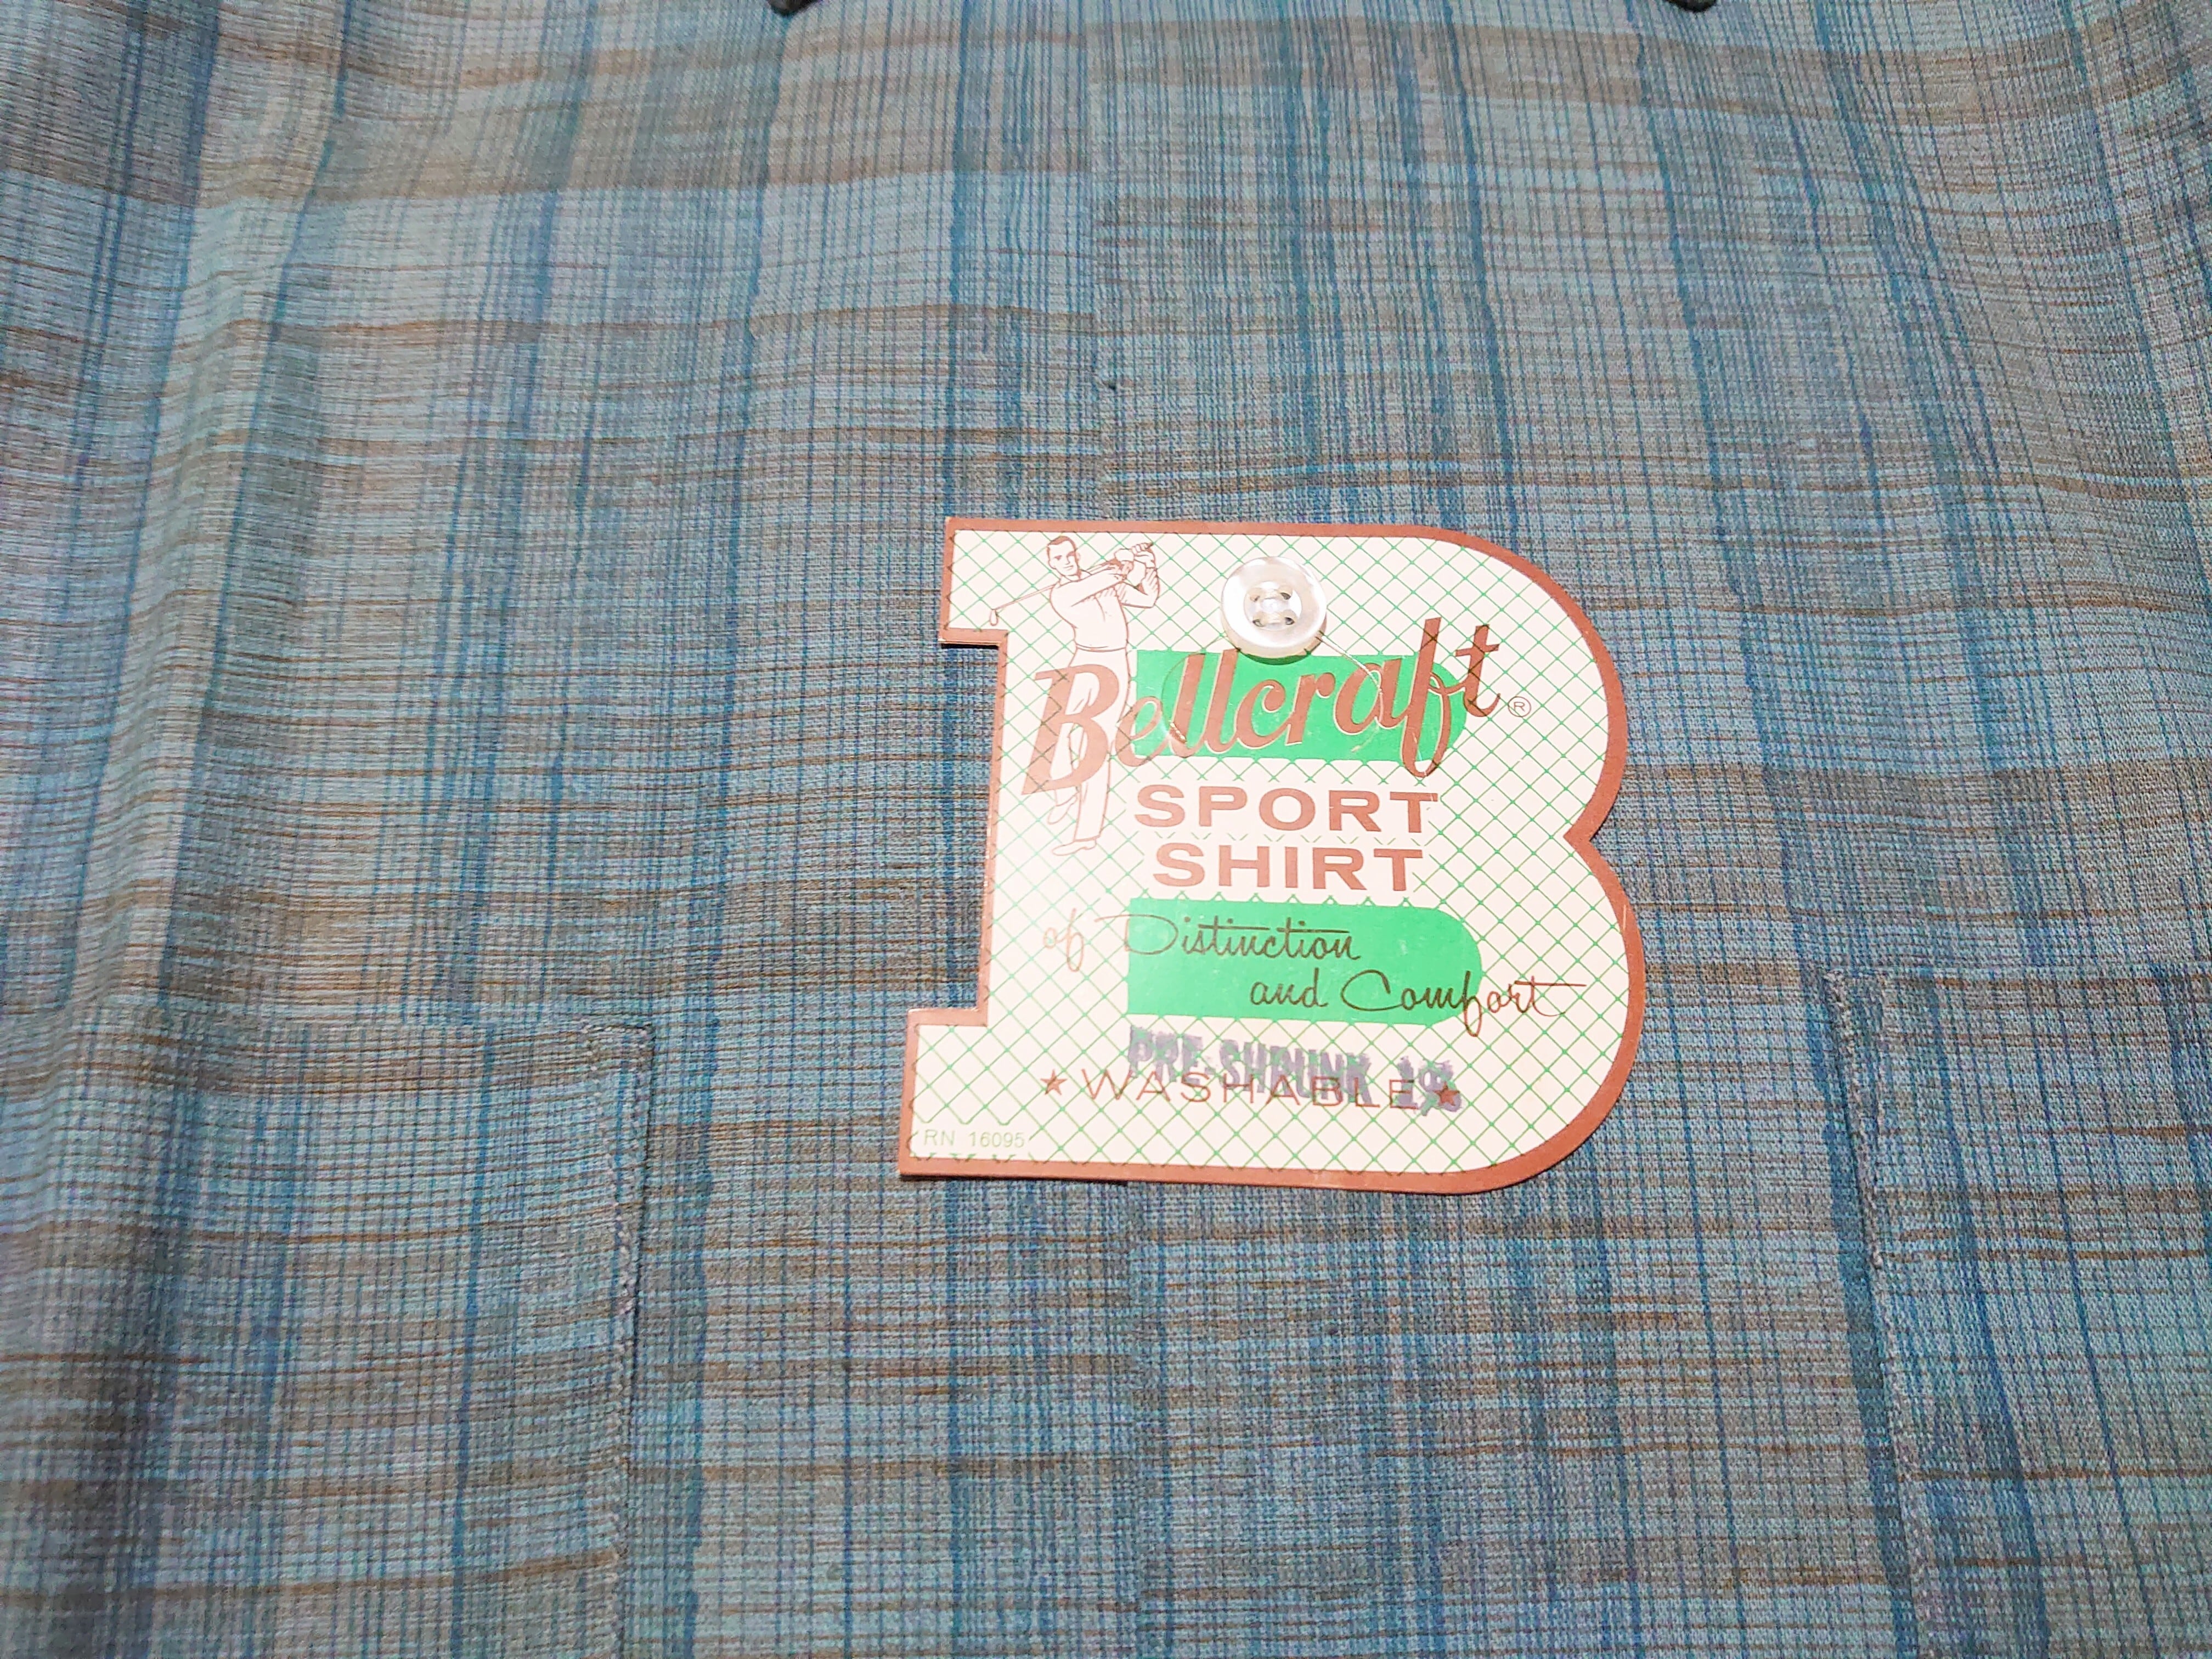 Bellcraft ®
SPORT
SHIRT
of Distinction
and Comfort
PRE-SHRUNK 1%
★ WASHABLE ★
RN 16095